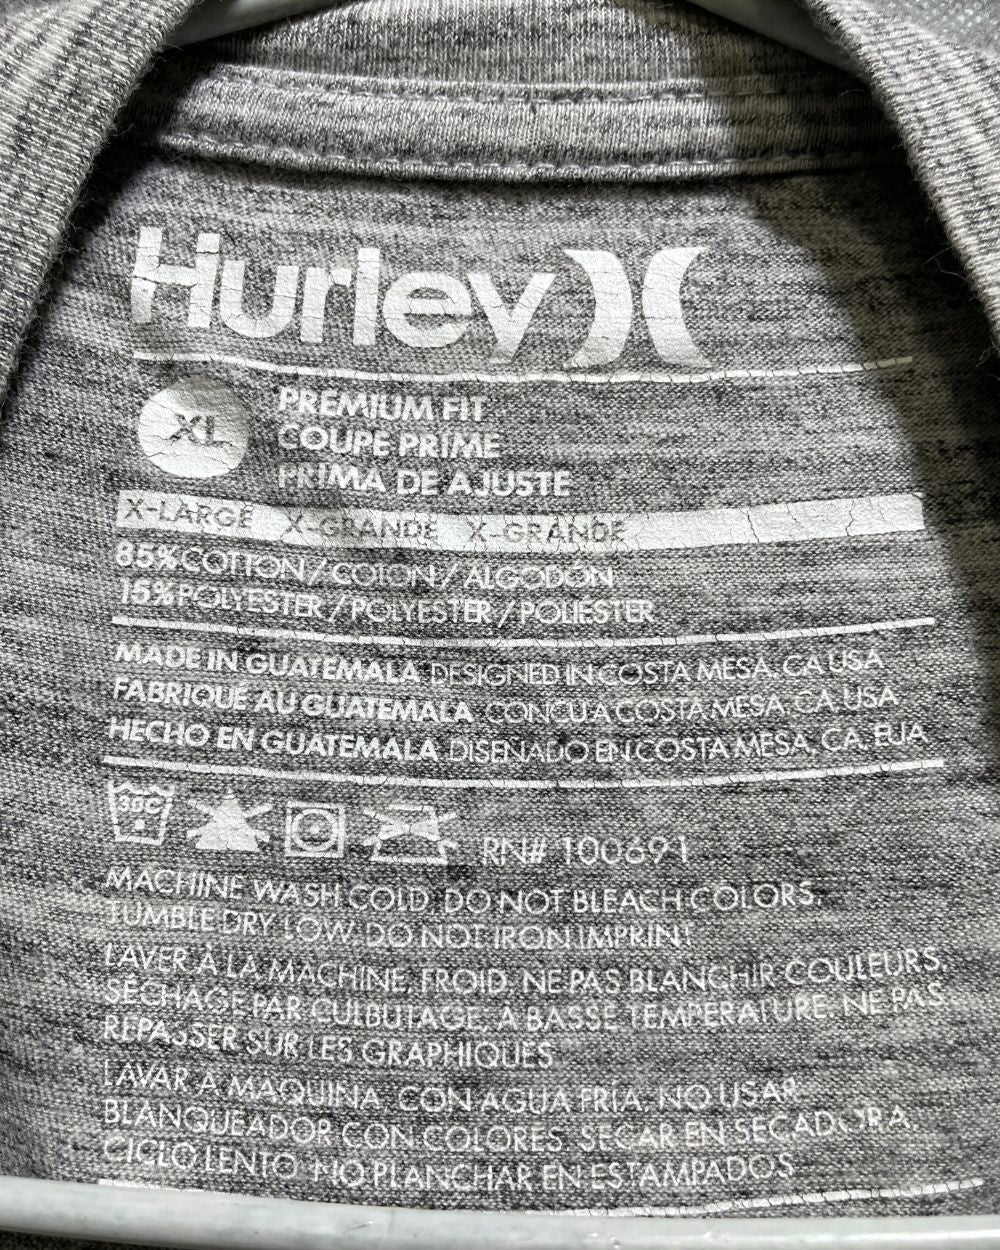 Hurley
XL
PREMIUM FIT
COUPE PRIME
PRIMA DE AJUSTE
X-LARGE X-GRANDE X-GRANDE
85% COTTON / COTON / ALGODÓN
15% POLYESTER / POLYESTER / POLIÉSTER
MADE IN GUATEMALA DESIGNED IN COSTA MESA, CA USA
FABRIQUÉ AU GUATEMALA CONCU A COSTA MESA, CA. USA
HECHO EN GUATEMALA DISENADO EN COSTA MESA, CA. EUA
30C
RN# 100691
MACHINE WASH COLD, DO NOT BLEACH COLORS,
TUMBLE DRY LOW. DO NOT IRON IMPRINT
LAVER À LA MACHINE, FROID. NE PAS BLANCHIR COULEURS.
SÉCHAGE PAR CULBUTAGE, A BASSE TEMPÉRATURE. NE PAS
REPASSER SUR LES GRAPHIQUES
LAVAR A MAQUINA, CON AGUA FRIA. NO USAR
BLANQUEADOR CON COLORES. SECAR EN SECADORA,
CICLO LENTO. NO PLANCHAR EN ESTAMPADOS